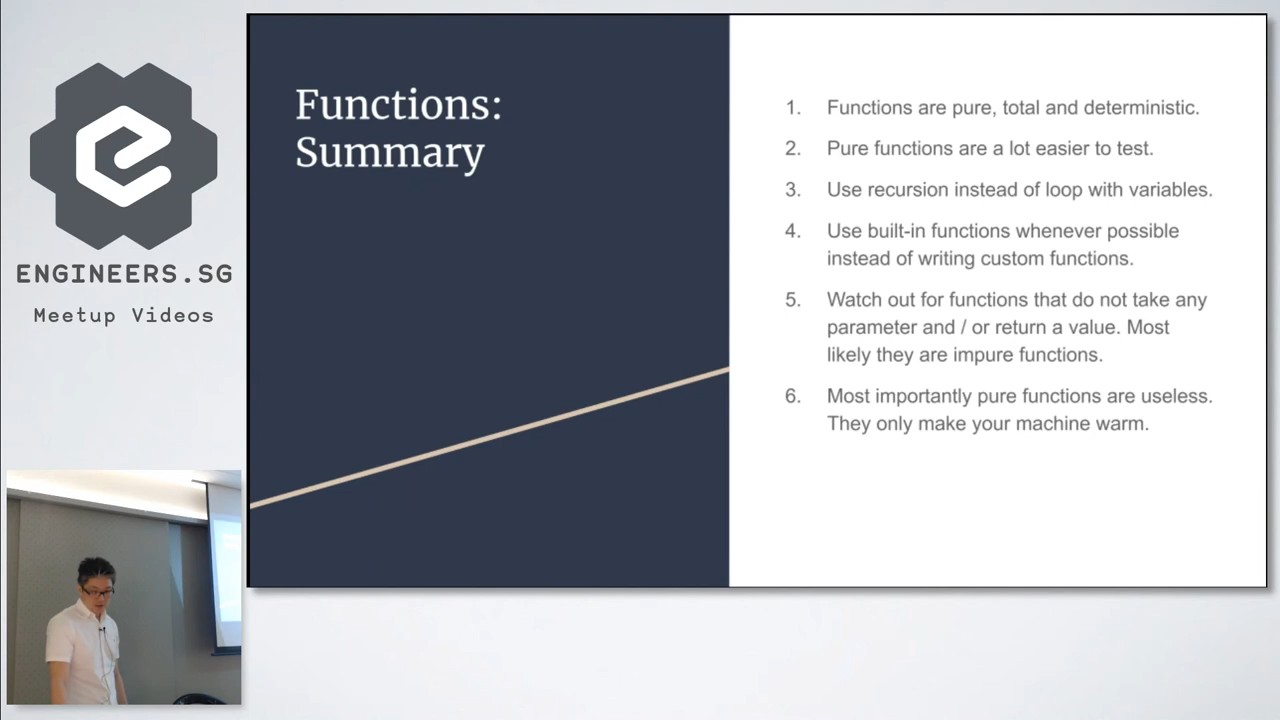 ENGINEERS.SG
Meetup Videos
Functions:
Summary
1. Functions are pure, total and deterministic.
2. Pure functions are a lot easier to test.
3. Use recursion instead of loop with variables.
4. Use built-in functions whenever possible
instead of writing custom functions.
5. Watch out for functions that do not take any
parameter and / or return a value. Most
likely they are impure functions.
6. Most importantly pure functions are useless.
They only make your machine warm.